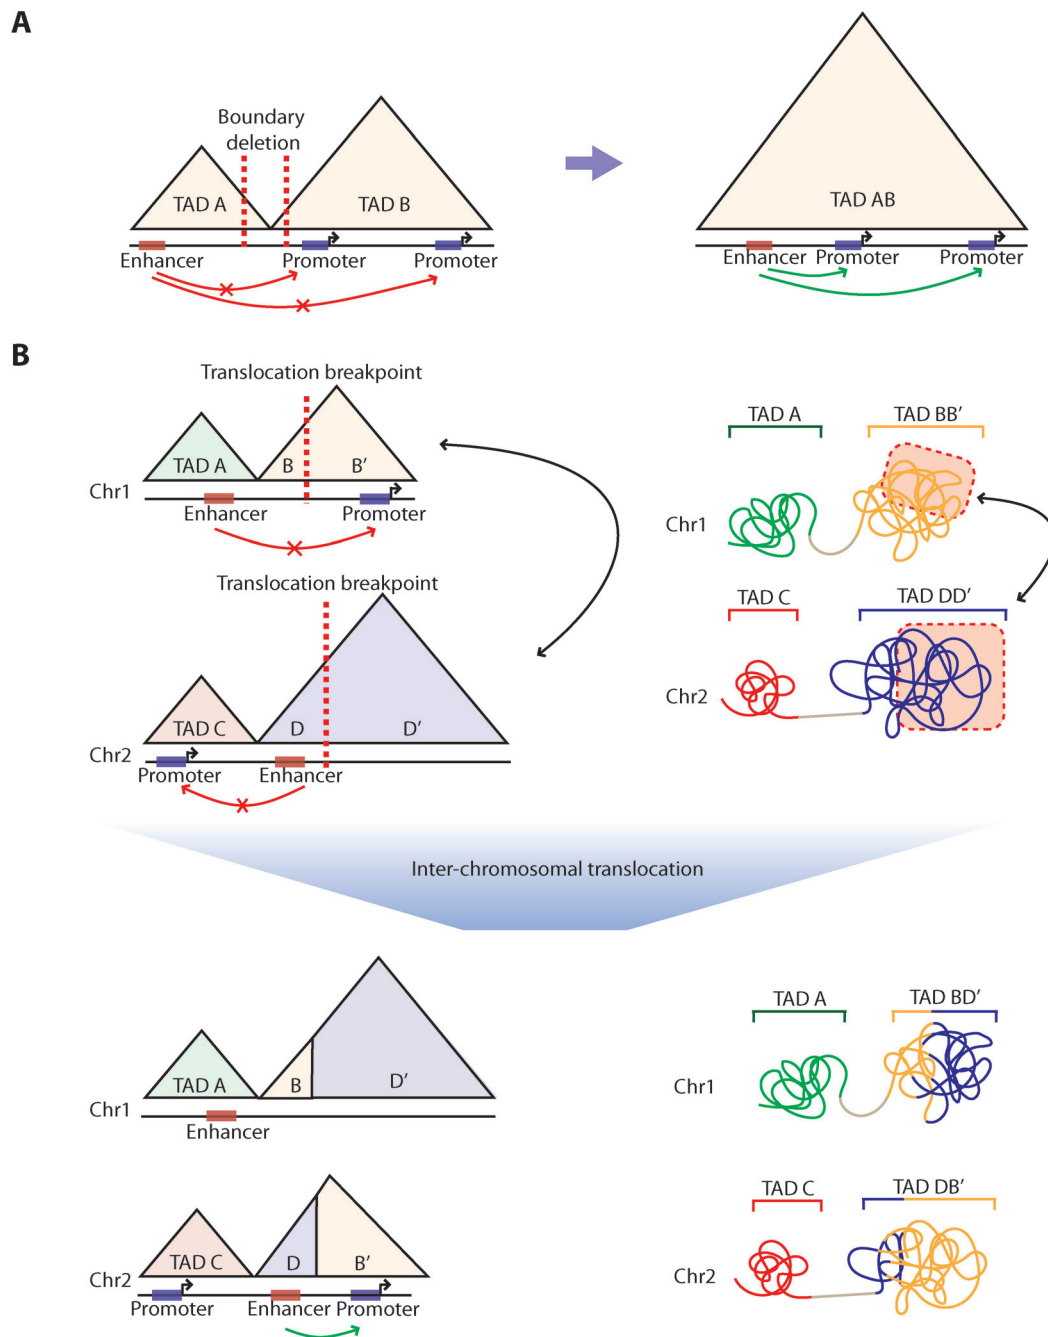 A
Boundary
deletion
TAD A
TAD B
TAD AB
Enhancer
Promoter
Promoter
Enhancer
Promoter
Promoter
B
Translocation breakpoint
TAD A
B
B′
Chr1
Enhancer
Promoter
Translocation breakpoint
TAD C
D
D′
Chr2
Promoter
Enhancer
TAD A
TAD BB′
Chr1
TAD C
TAD DD′
Chr2
Inter-chromosomal translocation
TAD A
B
D′
Chr1
Enhancer
TAD C
D
B′
Chr2
Promoter
Enhancer
Promoter
TAD A
TAD BD′
Chr1
TAD C
TAD DB′
Chr2